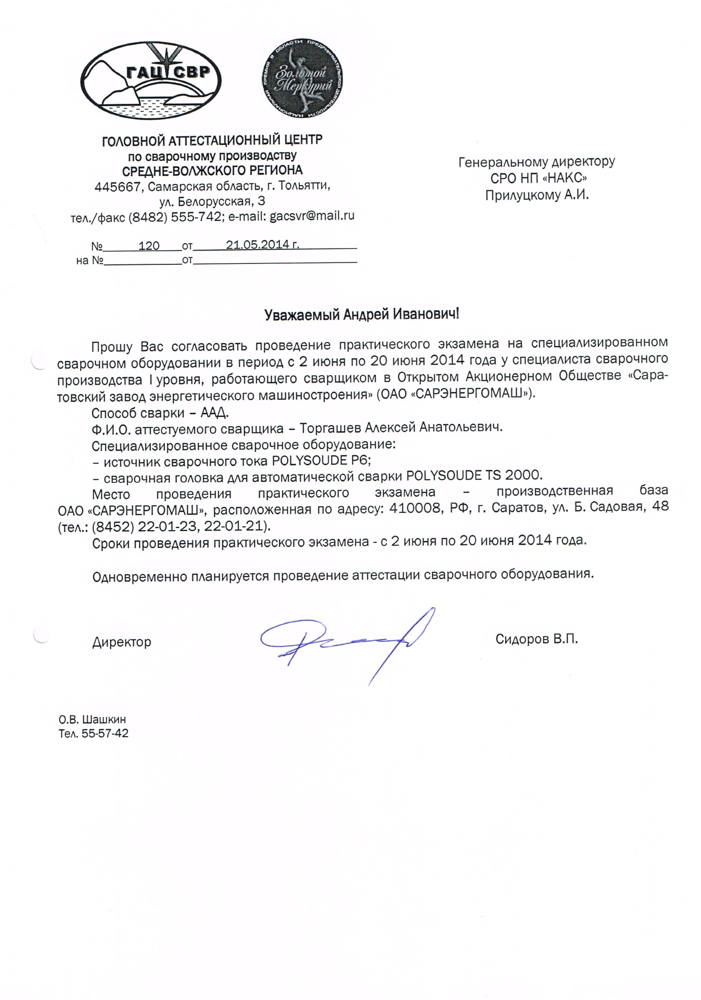 ГАЦ СВР
НАЦИОНАЛЬНАЯ ПРЕМИЯ В ОБЛАСТИ ПРЕДПРИНИМАТЕЛЬСКОЙ ДЕЯТЕЛЬНОСТИ
Золотой
Меркурий
ГОЛОВНОЙ АТТЕСТАЦИОННЫЙ ЦЕНТР
по сварочному производству
СРЕДНЕ-ВОЛЖСКОГО РЕГИОНА
445667, Самарская область, г. Тольятти,
ул. Белорусская, 3
тел./факс (8482) 555-742; e-mail: gacsvr@mail.ru
№ 120 от 21.05.2014 г.
на № от
Генеральному директору
СРО НП «НАКС»
Прилуцкому А.И.
Уважаемый Андрей Иванович!
Прошу Вас согласовать проведение практического экзамена на специализированном
сварочном оборудовании в период с 2 июня по 20 июня 2014 года у специалиста сварочного
производства I уровня, работающего сварщиком в Открытом Акционерном Обществе «Сара-
товский завод энергетического машиностроения» (ОАО «САРЭНЕРГОМАШ»).
Способ сварки – ААД.
Ф.И.О. аттестуемого сварщика – Торгашев Алексей Анатольевич.
Специализированное сварочное оборудование:
– источник сварочного тока POLYSOUDE P6;
– сварочная головка для автоматической сварки POLYSOUDE TS 2000.
Место проведения практического экзамена – производственная база
ОАО «САРЭНЕРГОМАШ», расположенная по адресу: 410008, РФ, г. Саратов, ул. Б. Садовая, 48
(тел.: (8452) 22-01-23, 22-01-21).
Сроки проведения практического экзамена - с 2 июня по 20 июня 2014 года.
Одновременно планируется проведение аттестации сварочного оборудования.
Директор
Сидоров В.П.
О.В. Шашкин
Тел. 55-57-42